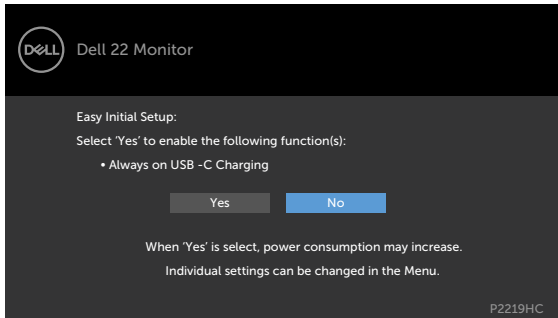 DELL
Dell 22 Monitor
Easy Initial Setup:
Select ‘Yes’ to enable the following function(s):
• Always on USB -C Charging
Yes
No
When ‘Yes’ is select, power consumption may increase.
Individual settings can be changed in the Menu.
P2219HC